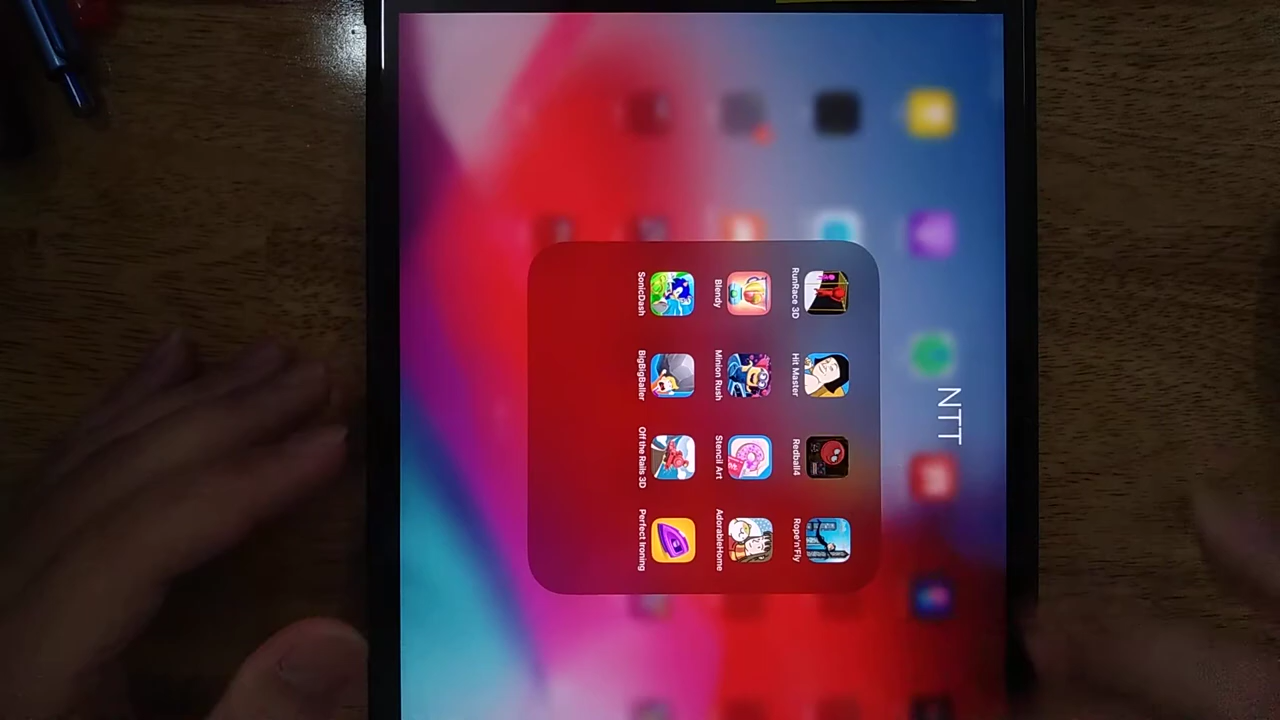 NTT
RunRace 3D
Hit Master
Redball4
Rope'n'Fly
Blendy
Minion Rush
Stencil Art
AdorableHome
SonicDash
BigBigBaller
Off the Rails 3D
Perfect Ironing